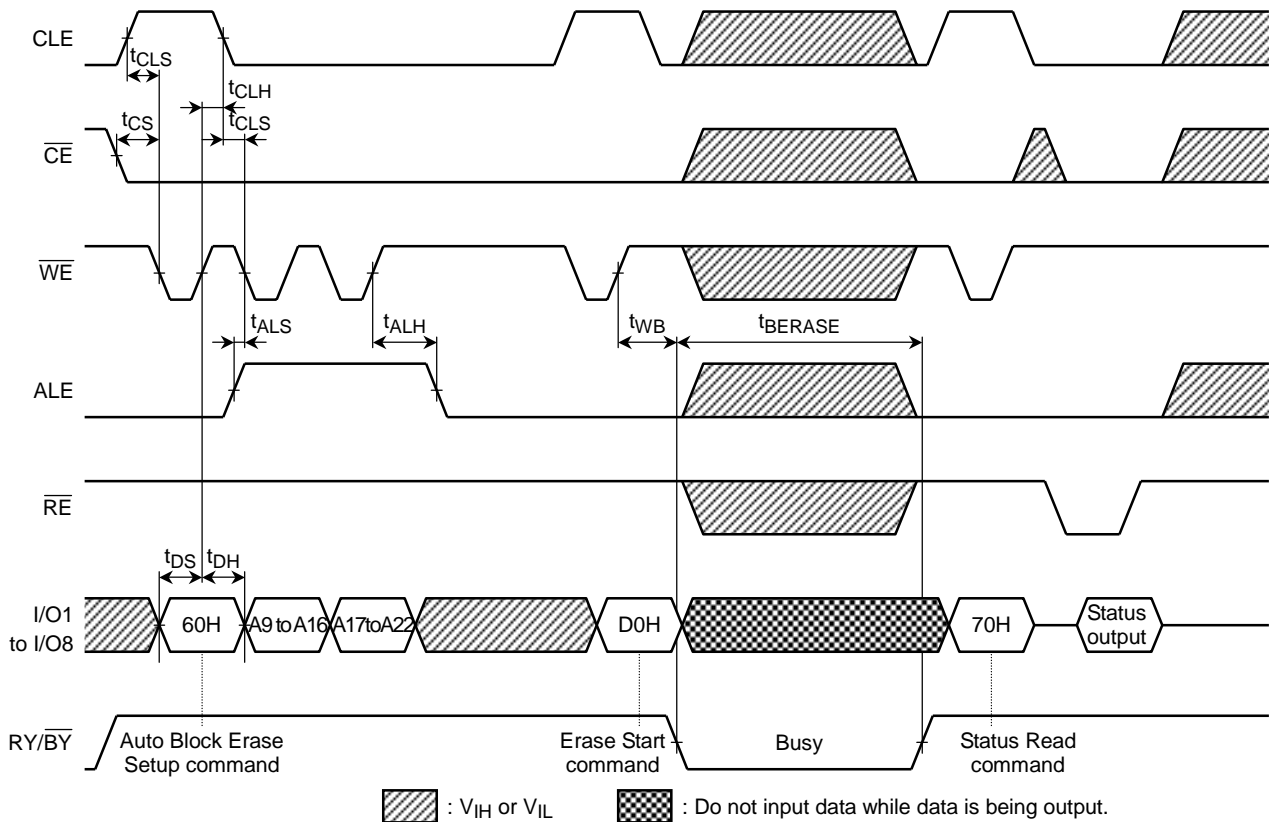 CLE
tCLS
tCLH
tCS
tCLS
CE
WE
tALS
tALH
tWB
tBERASE
ALE
RE
tDS
tDH
I/O1
to I/O8
60H
A9 to A16
A17 to A22
D0H
70H
Status
output
RY/BY
Auto Block Erase
Setup command
Erase Start
command
Busy
Status Read
command
: VIH or VIL
: Do not input data while data is being output.